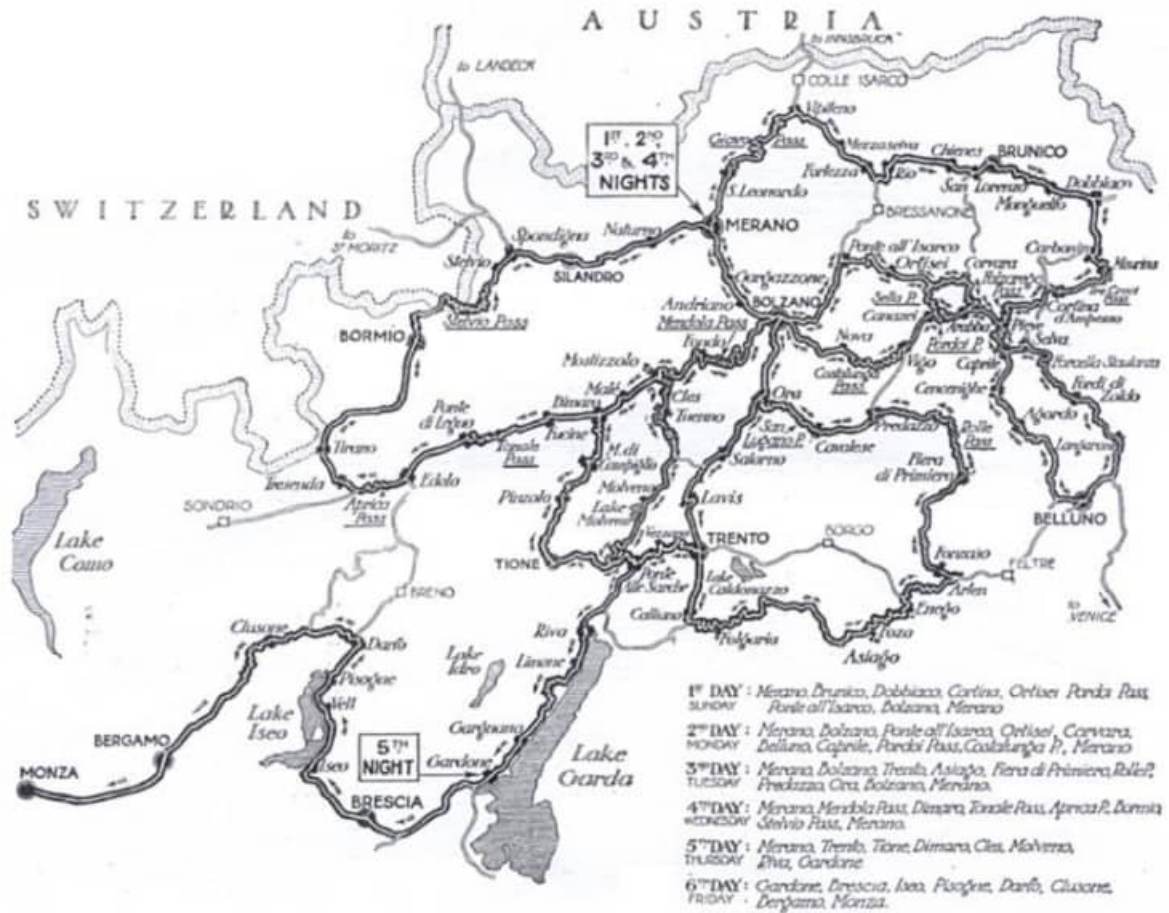 AUSTRIA
to INNSBRUCK
to LANDECK
COLLE ISARCO
Vipiteno
1ST, 2ND,
3RD & 4TH
NIGHTS
Giovo Pass
Mezzaselva
Chienes
BRUNICO
Fortezza
Rio
San Lorenzo
Monguelfo
Dobbiaco
S. Leonardo
SWITZERLAND
to
ST MORITZ
BRESSANONE
MERANO
Spondigna
Naturno
Stelvio
SILANDRO
Carbonin
Misurina
Ponte all'Isarco
Ortisei
Corvara
Gargazzone
Andriano
BOLZANO
Sella P.
Canazei
Cortina
d'Ampezzo
Stelvio Pass
BORMIO
Mendola Pass
Fondo
Nova
Arabba
Pordoi P.
Pieve
Selva
Costalunga
Pass
Vigo
Caprile
Forcella Staulanza
Mostizzolo
Malé
Cles
Cencenighe
Fordi di
Zoldo
Ponte
di Legno
Dimaro
Tuenno
Ora
Fucine
Tonale
Pass
San
Lugano P.
Cavalese
Predazzo
Rolle
Pass
Agordo
Longarone
Tirano
M. di
Campiglio
Salorno
Fiera
di Primiero
Tresenda
Edolo
Aprica
Pass
Pinzolo
Molveno
Lake
Molveno
Lavis
BELLUNO
SONDRIO
Lake
Como
TIONE
Vezzano
TRENTO
BORGO
Fonzaso
FELTRE
Ponte
alle Sarche
Lake
Caldonazzo
Arten
BRENO
Calliano
Enego
to
VENICE
Clusone
Darfo
Riva
Folgaria
Foza
Asiago
Lake
Idro
Limone
Pisogne
Lake
Iseo
Vell
Gargnano
BERGAMO
5TH
NIGHT
Gardone
Lake
Garda
MONZA
Iseo
BRESCIA
1ST DAY: Merano, Brunico, Dobbiaco, Cortina, Ortisei Pordoi Pass,
SUNDAY Ponte all'Isarco, Bolzano, Merano
2ND DAY: Merano, Bolzano, Ponte all'Isarco, Ortisei, Corvara,
MONDAY Belluno, Caprile, Pordoi Pass, Costalunga P., Merano
3RD DAY: Merano, Bolzano, Trento, Asiago, Fiera di Primiero, Rolle P.,
TUESDAY Predazzo, Ora, Bolzano, Merano.
4TH DAY: Merano, Mendola Pass, Dimaro, Tonale Pass, Aprica P., Bormio
WEDNESDAY Stelvio Pass, Merano.
5TH DAY: Merano, Trento, Tione, Dimaro, Cles, Molveno,
THURSDAY Riva, Gardone
6TH DAY: Gardone, Brescia, Iseo, Pisogne, Darfo, Clusone,
FRIDAY Bergamo, Monza.